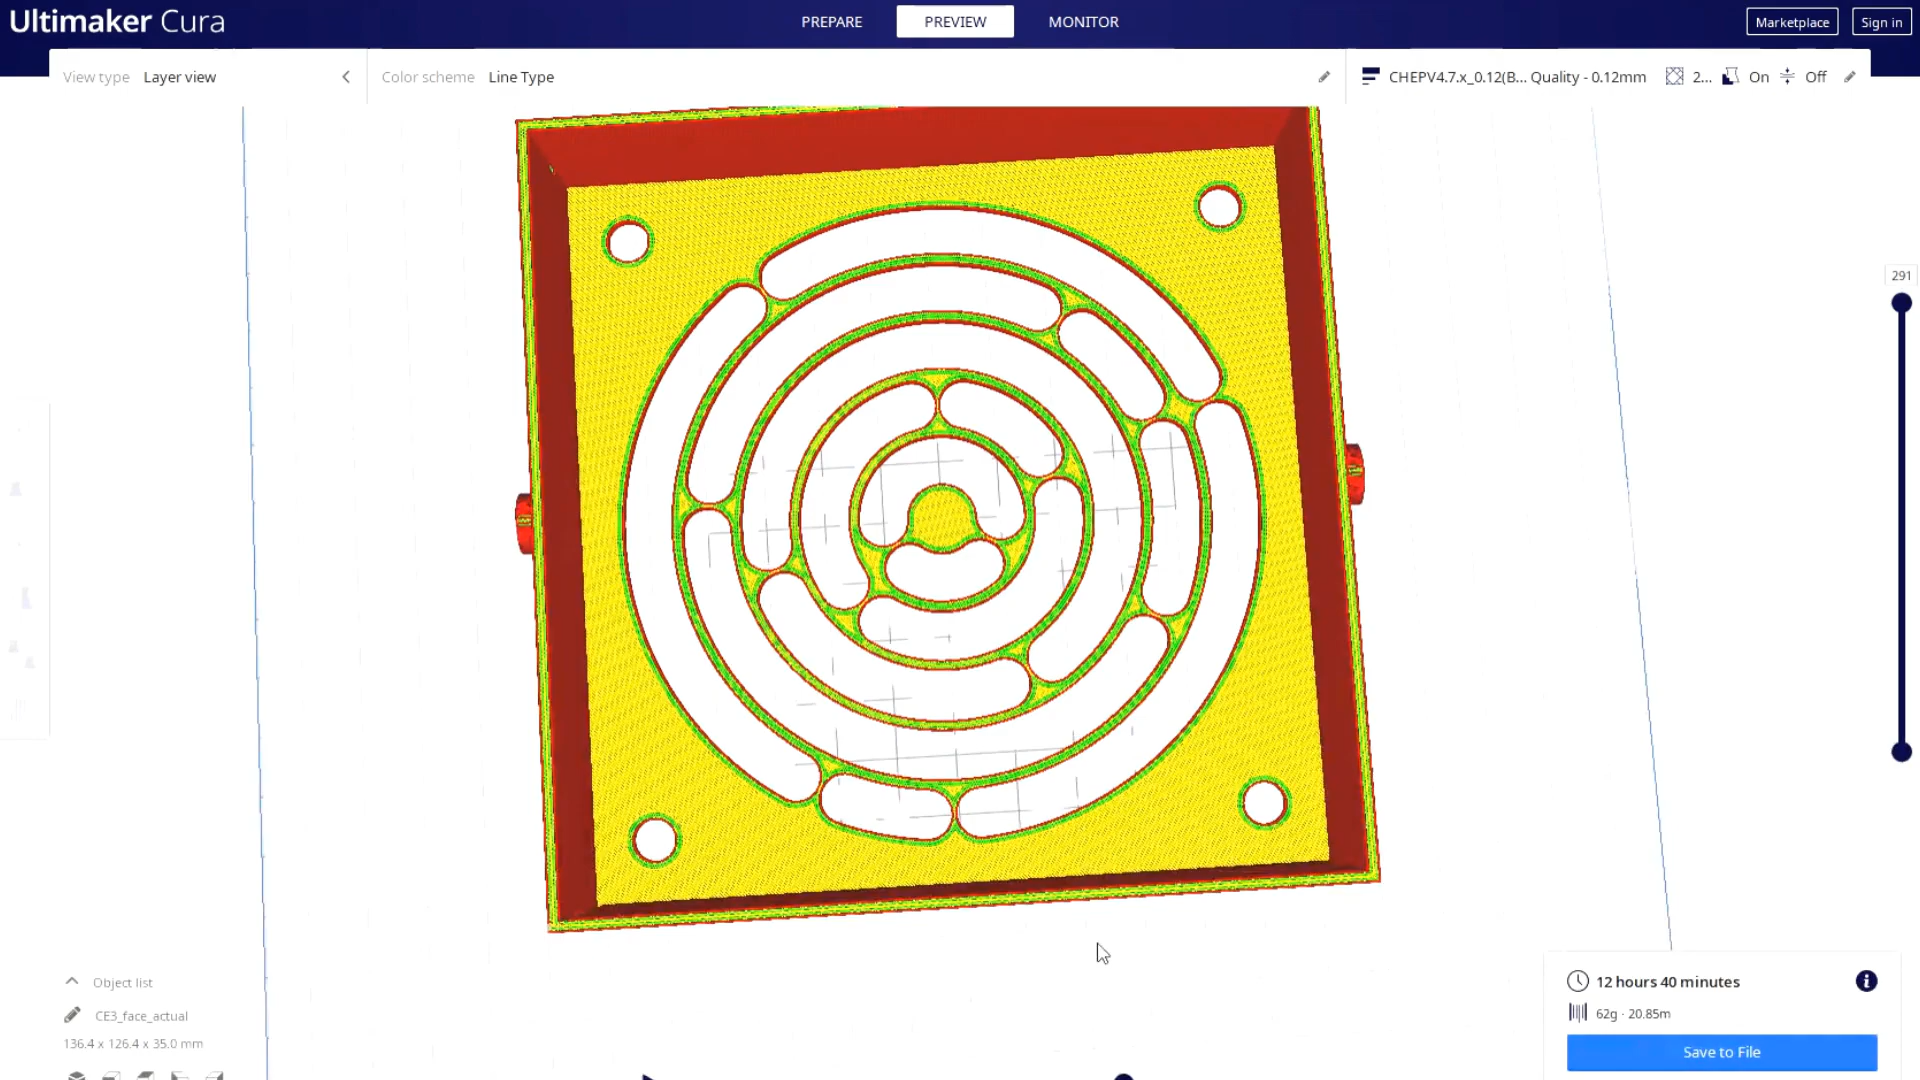 Ultimaker Cura
PREPARE
PREVIEW
MONITOR
Marketplace
Sign in
View type Layer view
Color scheme Line Type
CHEPV4.7.x_0.12(B... Quality - 0.12mm
2...
On
Off
291
Object list
CE3_face_actual
136.4 x 126.4 x 35.0 mm
12 hours 40 minutes
62g · 20.85m
Save to File